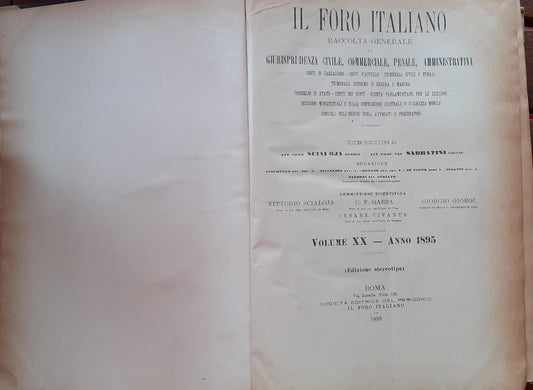 IL FORO ITALIANO
RACCOLTA GENERALE
DI
GIURISPRUDENZA CIVILE, COMMERCIALE, PENALE, AMMINISTRATIVA
CORTI DI CASSAZIONE - CORTI D'APPELLO - TRIBUNALI CIVILI E PENALI
TRIBUNALE SUPREMO DI GUERRA E MARINA
CONSIGLIO DI STATO - CORTE DEI CONTI - GIUNTA PARLAMENTARE PER LE ELEZIONI
DECISIONI MINISTERIALI E DELLA COMMISSIONE CENTRALE DI RICCHEZZA MOBILE
CONSIGLI DELL'ORDINE DEGLI AVVOCATI E PROCURATORI
DIREZIONE
SCIALOJA SABBATINI
REDAZIONE
COMMISSIONE SCIENTIFICA
VITTORIO SCIALOJA C. F. GABBA GIORGIO GIORGI
CESARE VIVANTE
VOLUME XX — ANNO 1895
(Edizione stereotipa)
ROMA
SOCIETÀ EDITRICE DEL PERIODICO
IL FORO ITALIANO
1895